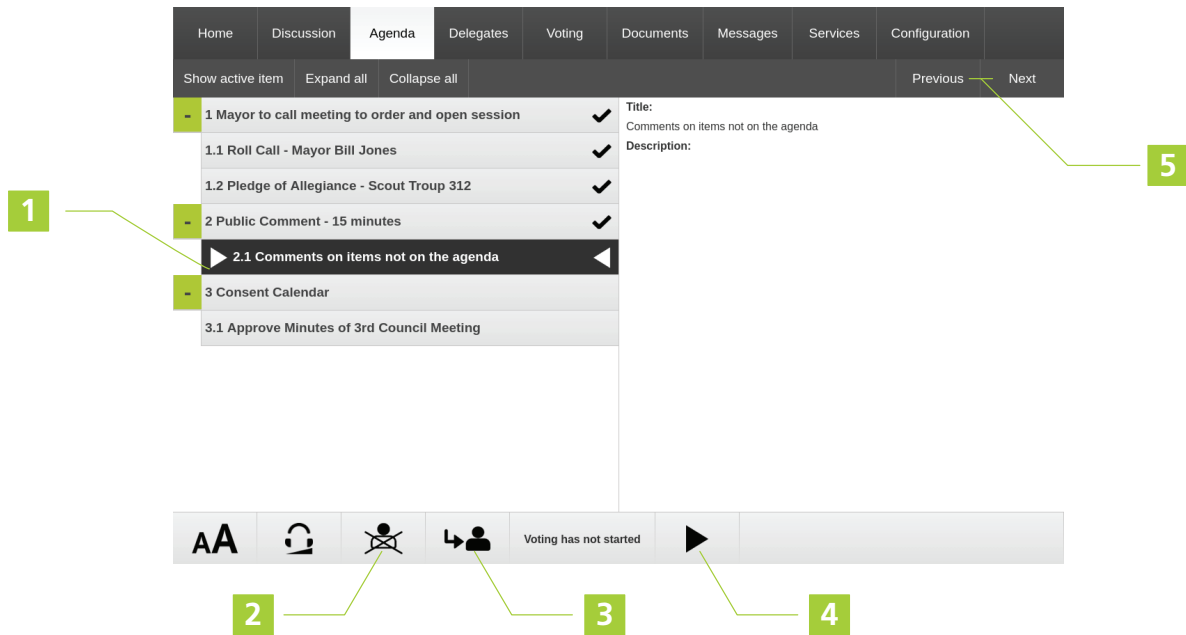 Home Discussion Agenda Delegates Voting Documents Messages Services Configuration
Show active item Expand all Collapse all Previous Next
- 1 Mayor to call meeting to order and open session
Title:
1.1 Roll Call - Mayor Bill Jones
Comments on items not on the agenda
Description:
1.2 Pledge of Allegiance - Scout Troup 312
5
1
- 2 Public Comment - 15 minutes
2.1 Comments on items not on the agenda
- 3 Consent Calendar
3.1 Approve Minutes of 3rd Council Meeting
AA Voting has not started
2 3 4